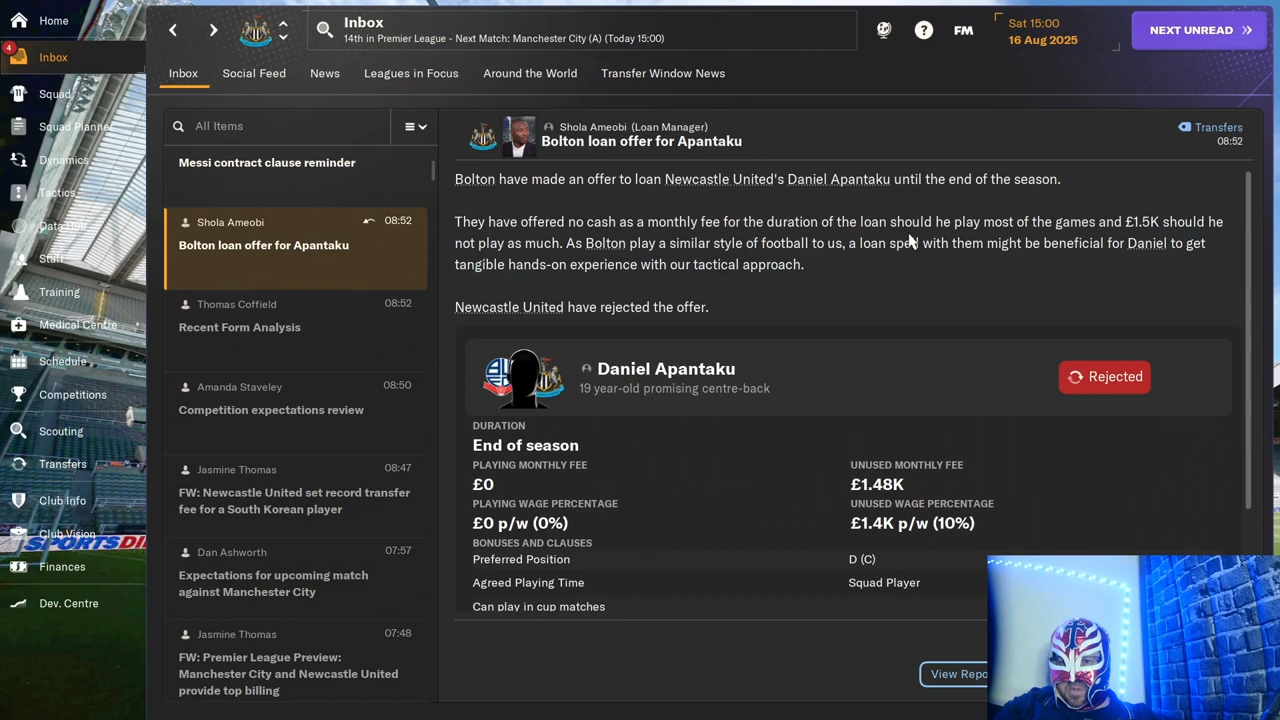 Home
Inbox
4
Inbox
14th in Premier League - Next Match: Manchester City (A) (Today 15:00)
FM
Sat 15:00
16 Aug 2025
NEXT UNREAD
Inbox
Social Feed
News
Leagues in Focus
Around the World
Transfer Window News
Squad
Squad Planner
Dynamics
Tactics
Data Hub
Staff
Training
Medical Centre
Schedule
Competitions
Scouting
Transfers
Club Info
Club Vision
SPORTS DI
Finances
Dev. Centre
All Items
Messi contract clause reminder
Shola Ameobi
08:52
Bolton loan offer for Apantaku
Thomas Coffield
08:52
Recent Form Analysis
Amanda Staveley
08:50
Competition expectations review
Jasmine Thomas
08:47
FW: Newcastle United set record transfer
fee for a South Korean player
Dan Ashworth
07:57
Expectations for upcoming match
against Manchester City
Jasmine Thomas
07:48
FW: Premier League Preview:
Manchester City and Newcastle United
provide top billing
Shola Ameobi (Loan Manager)
Bolton loan offer for Apantaku
Transfers
08:52
Bolton have made an offer to loan Newcastle United's Daniel Apantaku until the end of the season.
They have offered no cash as a monthly fee for the duration of the loan should he play most of the games and £1.5K should he
not play as much. As Bolton play a similar style of football to us, a loan spell with them might be beneficial for Daniel to get
tangible hands-on experience with our tactical approach.
Newcastle United have rejected the offer.
Daniel Apantaku
19 year-old promising centre-back
Rejected
DURATION
End of season
PLAYING MONTHLY FEE
UNUSED MONTHLY FEE
£0
£1.48K
PLAYING WAGE PERCENTAGE
UNUSED WAGE PERCENTAGE
£0 p/w (0%)
£1.4K p/w (10%)
BONUSES AND CLAUSES
Preferred Position
D (C)
Agreed Playing Time
Squad Player
Can play in cup matches
View Repo